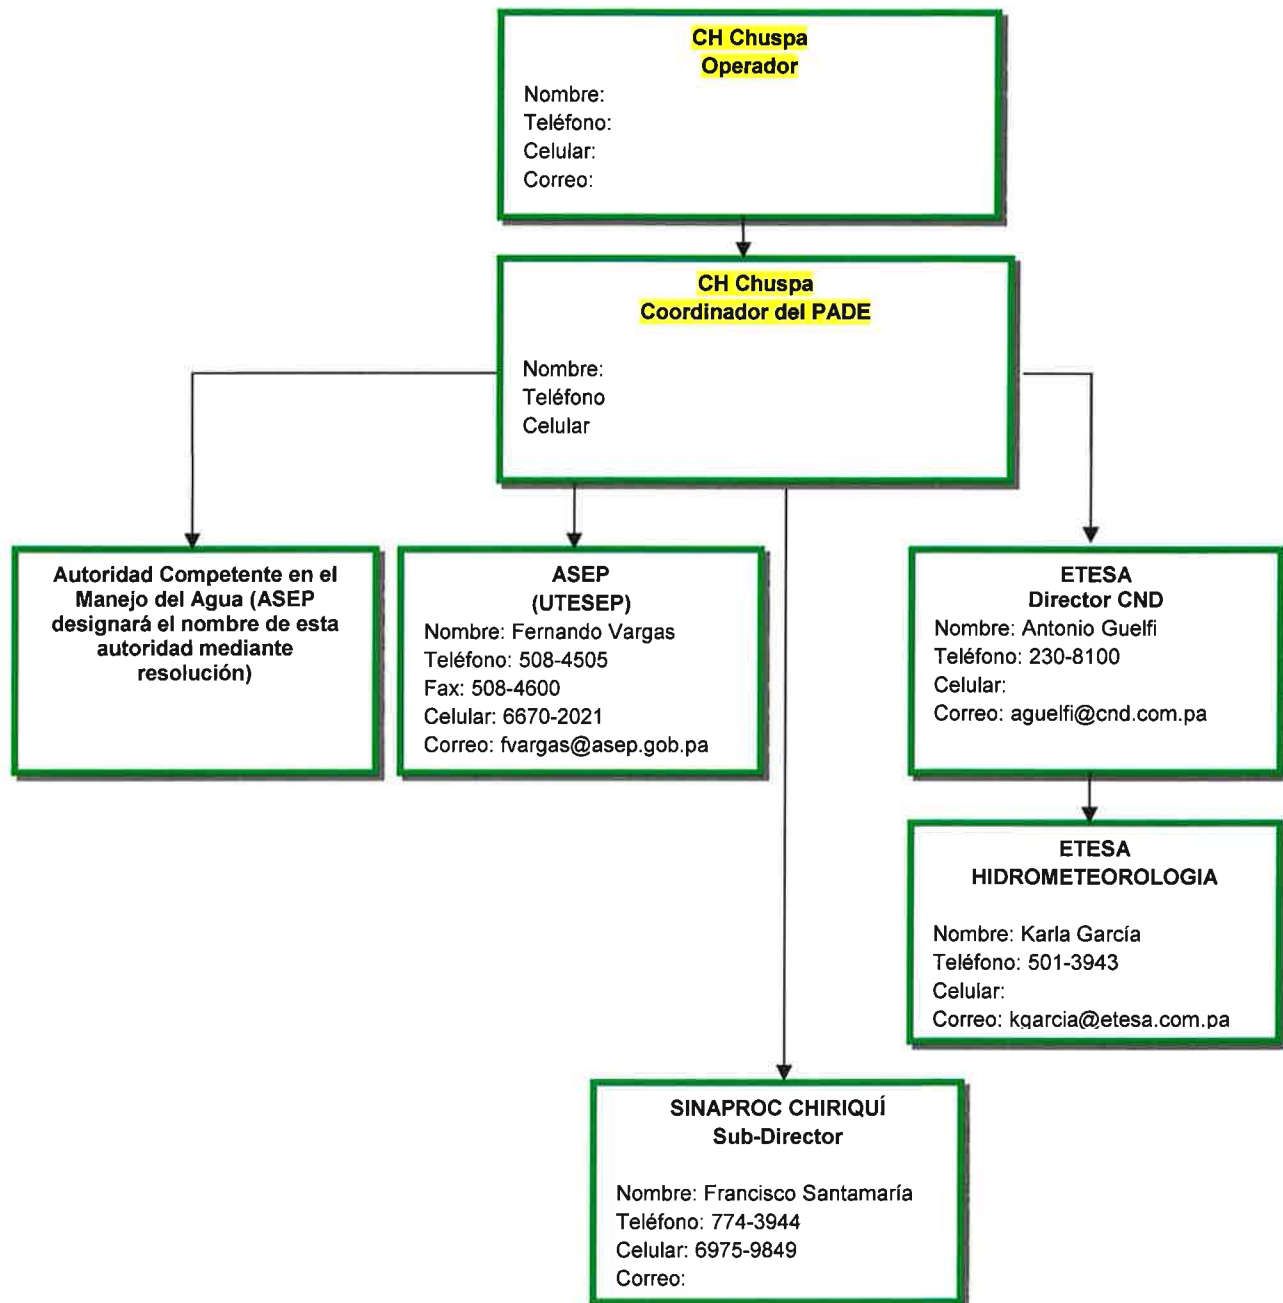 CH Chuspa
Operador
Nombre:
Teléfono:
Celular:
Correo:
CH Chuspa
Coordinador del PADE
Nombre:
Teléfono
Celular
Autoridad Competente en el
Manejo del Agua (ASEP
designará el nombre de esta
autoridad mediante
resolución)
ASEP
(UTESEP)
Nombre: Fernando Vargas
Teléfono: 508-4505
Fax: 508-4600
Celular: 6670-2021
Correo: fvargas@asep.gob.pa
ETESA
Director CND
Nombre: Antonio Guelfi
Teléfono: 230-8100
Celular:
Correo: aguelfi@cnd.com.pa
ETESA
HIDROMETEOROLOGIA
Nombre: Karla García
Teléfono: 501-3943
Celular:
Correo: kgarcia@etesa.com.pa
SINAPROC CHIRIQUÍ
Sub-Director
Nombre: Francisco Santamaría
Teléfono: 774-3944
Celular: 6975-9849
Correo: